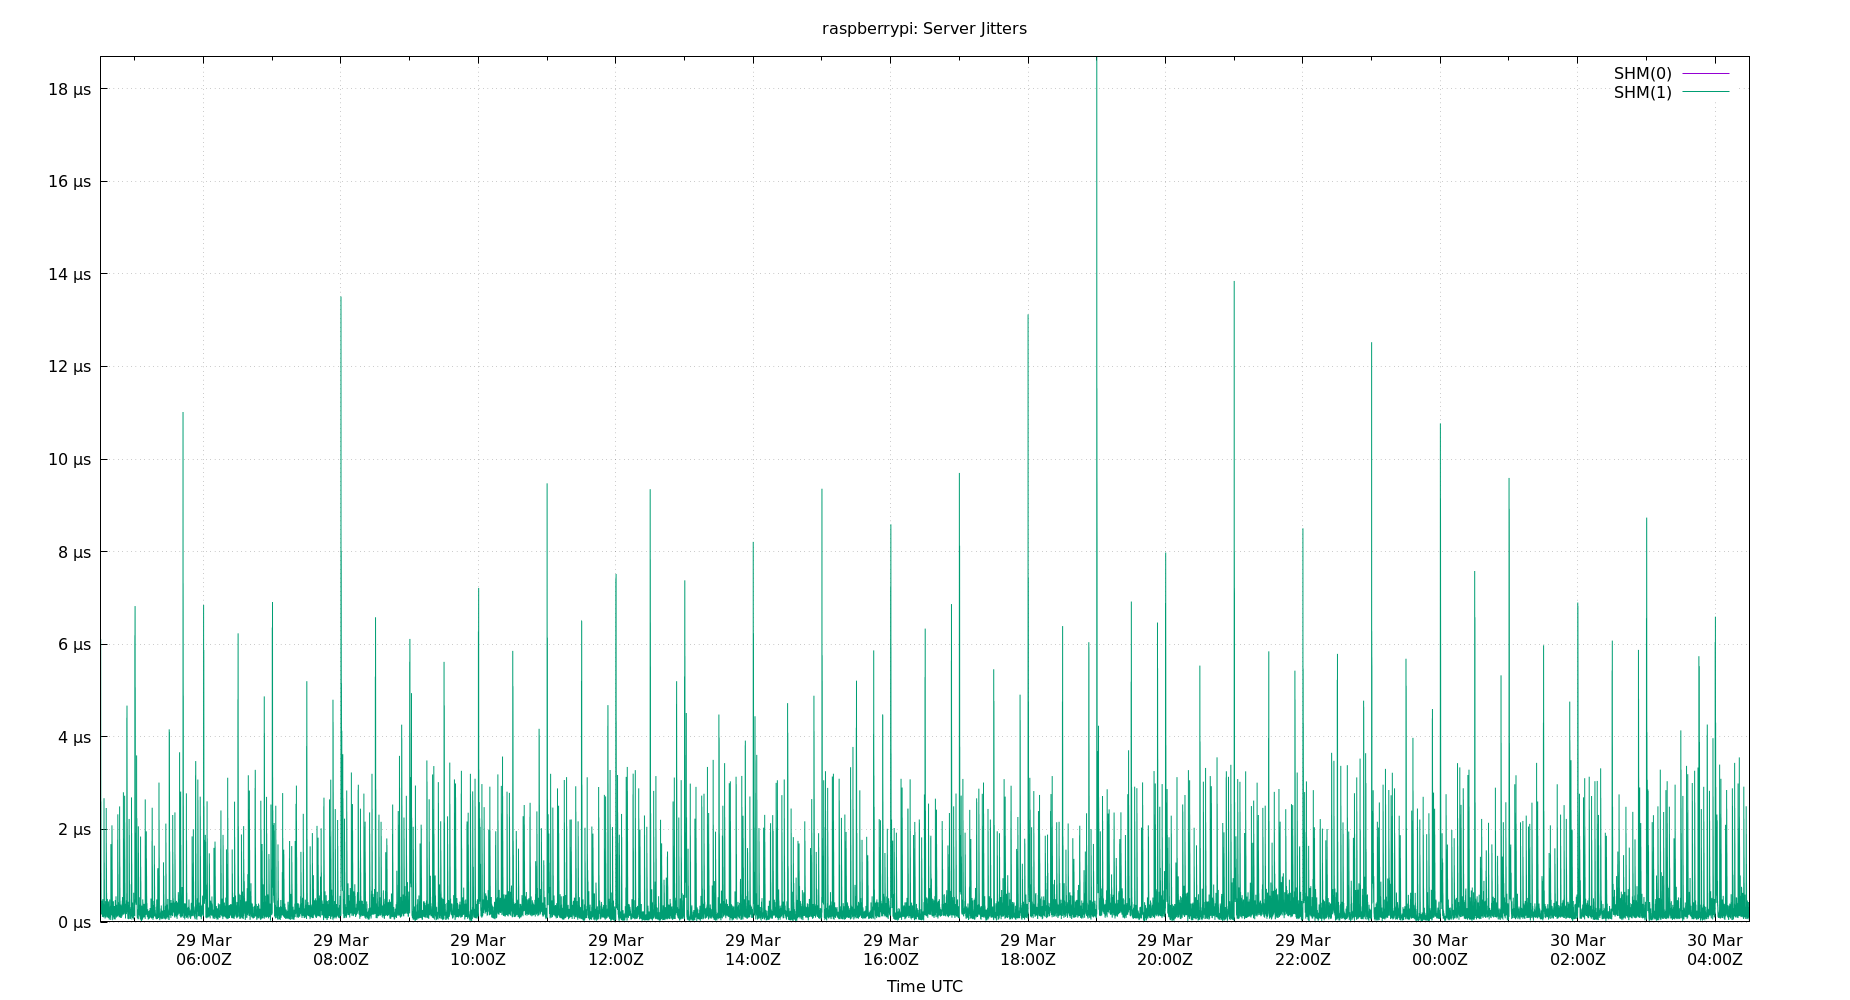 raspberrypi: Server Jitters
SHM(0)
SHM(1)
18 µs
16 µs
14 µs
12 µs
10 µs
8 µs
6 µs
4 µs
2 µs
0 µs
29 Mar 29 Mar 29 Mar 29 Mar 29 Mar 29 Mar 29 Mar 29 Mar 29 Mar 30 Mar 30 Mar 30 Mar
06:00Z 08:00Z 10:00Z 12:00Z 14:00Z 16:00Z 18:00Z 20:00Z 22:00Z 00:00Z 02:00Z 04:00Z
Time UTC